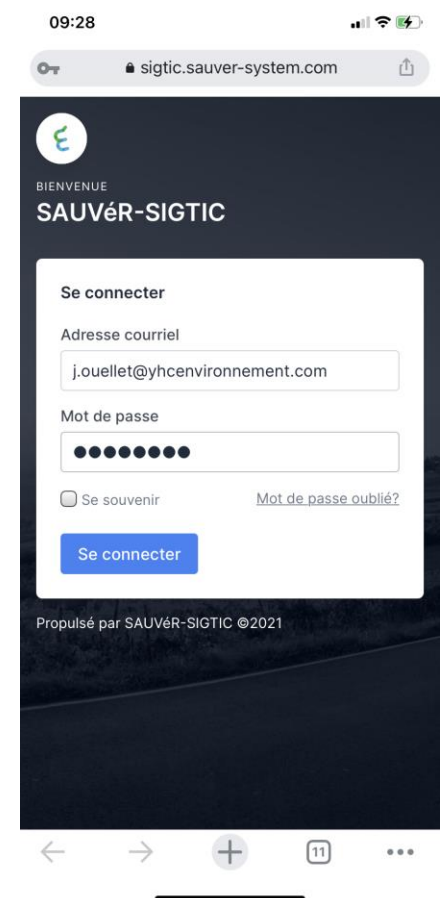 09:28
sigtic.sauver-system.com
BIENVENUE
SAUVéR-SIGTIC
Se connecter
Adresse courriel
j.ouellet@yhcenvironnement.com
Mot de passe
●●●●●●●●
Se souvenir
Mot de passe oublié?
Se connecter
Propulsé par SAUVéR-SIGTIC ©2021
11